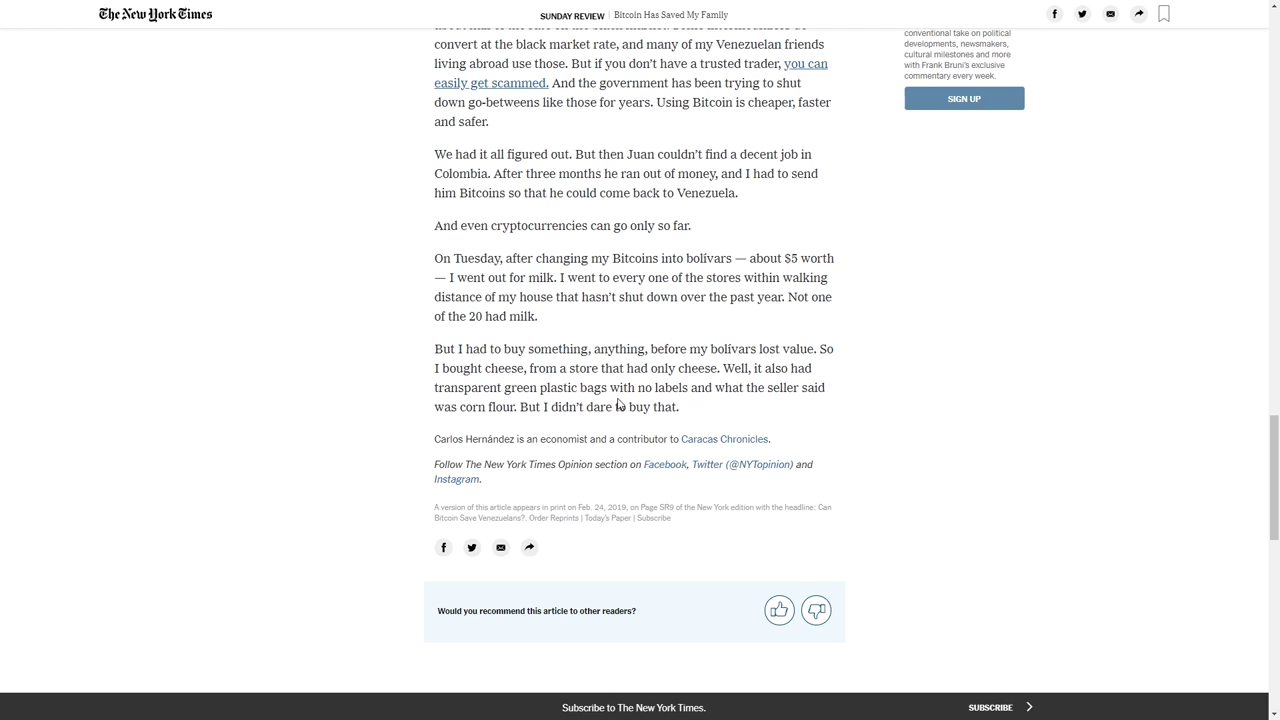 The New York Times
SUNDAY REVIEW | Bitcoin Has Saved My Family
convert at the black market rate, and many of my Venezuelan friends
living abroad use those. But if you don’t have a trusted trader, you can
easily get scammed. And the government has been trying to shut
down go-betweens like those for years. Using Bitcoin is cheaper, faster
and safer.
We had it all figured out. But then Juan couldn’t find a decent job in
Colombia. After three months he ran out of money, and I had to send
him Bitcoins so that he could come back to Venezuela.
And even cryptocurrencies can go only so far.
On Tuesday, after changing my Bitcoins into bolívars — about $5 worth
— I went out for milk. I went to every one of the stores within walking
distance of my house that hasn’t shut down over the past year. Not one
of the 20 had milk.
But I had to buy something, anything, before my bolívars lost value. So
I bought cheese, from a store that had only cheese. Well, it also had
transparent green plastic bags with no labels and what the seller said
was corn flour. But I didn’t dare to buy that.
Carlos Hernández is an economist and a contributor to Caracas Chronicles.
Follow The New York Times Opinion section on Facebook, Twitter (@NYTopinion) and
Instagram.
A version of this article appears in print on Feb. 24, 2019, on Page SR9 of the New York edition with the headline: Can
Bitcoin Save Venezuelans?. Order Reprints | Today’s Paper | Subscribe
Would you recommend this article to other readers?
conventional take on political
developments, newsmakers,
cultural milestones and more
with Frank Bruni’s exclusive
commentary every week.
SIGN UP
Subscribe to The New York Times.
SUBSCRIBE